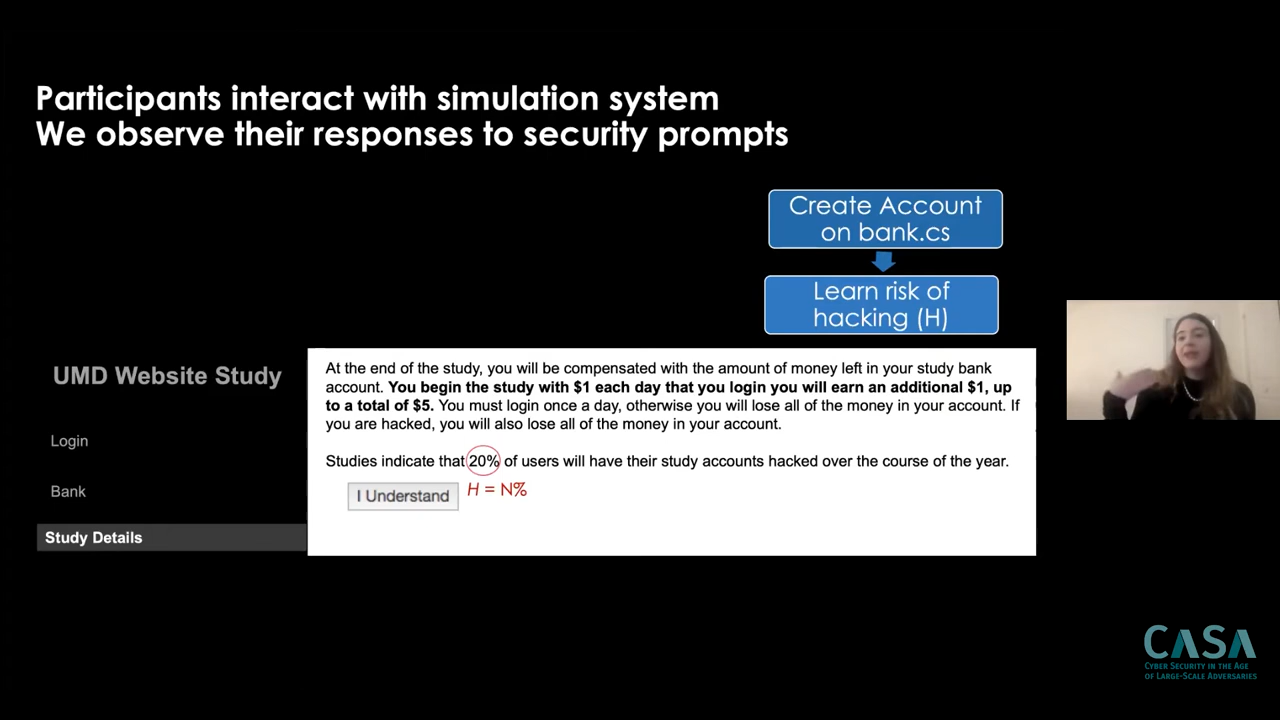 Participants interact with simulation system
We observe their responses to security prompts
Create Account
on bank.cs
Learn risk of
hacking (H)
UMD Website Study
Login
Bank
Study Details
At the end of the study, you will be compensated with the amount of money left in your study bank
account. You begin the study with $1 each day that you login you will earn an additional $1, up
to a total of $5. You must login once a day, otherwise you will lose all of the money in your account. If
you are hacked, you will also lose all of the money in your account.
Studies indicate that 20% of users will have their study accounts hacked over the course of the year.
I Understand
H = N%
CASA
Cyber Security in the Age
of Large-Scale Adversaries